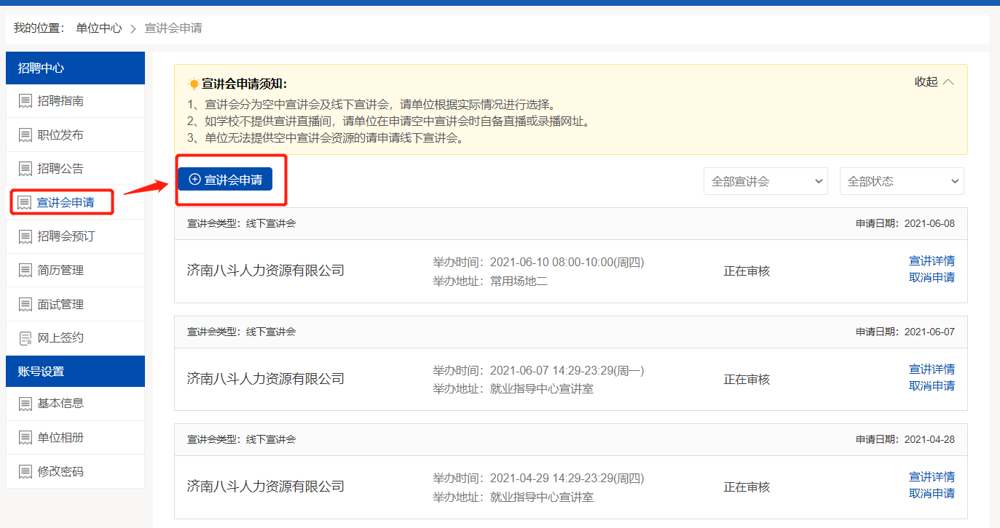 我的位置： 单位中心 > 宣讲会申请
招聘中心
招聘指南
职位发布
招聘公告
宣讲会申请
招聘会预订
简历管理
面试管理
网上签约
账号设置
基本信息
单位相册
修改密码
宣讲会申请须知：
收起
1、宣讲会分为空中宣讲会及线下宣讲会，请单位根据实际情况进行选择。
2、如学校不提供宣讲直播间，请单位在申请空中宣讲会时自备直播或录播网址。
3、单位无法提供空中宣讲会资源的请申请线下宣讲会。
宣讲会申请
全部宣讲会
全部状态
宣讲会类型：线下宣讲会
申请日期：2021-06-08
济南八斗人力资源有限公司
举办时间：2021-06-10 08:00-10:00(周四)
举办地址：常用场地二
正在审核
宣讲详情
取消申请
宣讲会类型：线下宣讲会
申请日期：2021-06-07
济南八斗人力资源有限公司
举办时间：2021-06-07 14:29-23:29(周一)
举办地址：就业指导中心宣讲室
正在审核
宣讲详情
取消申请
宣讲会类型：线下宣讲会
申请日期：2021-04-28
济南八斗人力资源有限公司
举办时间：2021-04-29 14:29-23:29(周四)
举办地址：就业指导中心宣讲室
正在审核
宣讲详情
取消申请